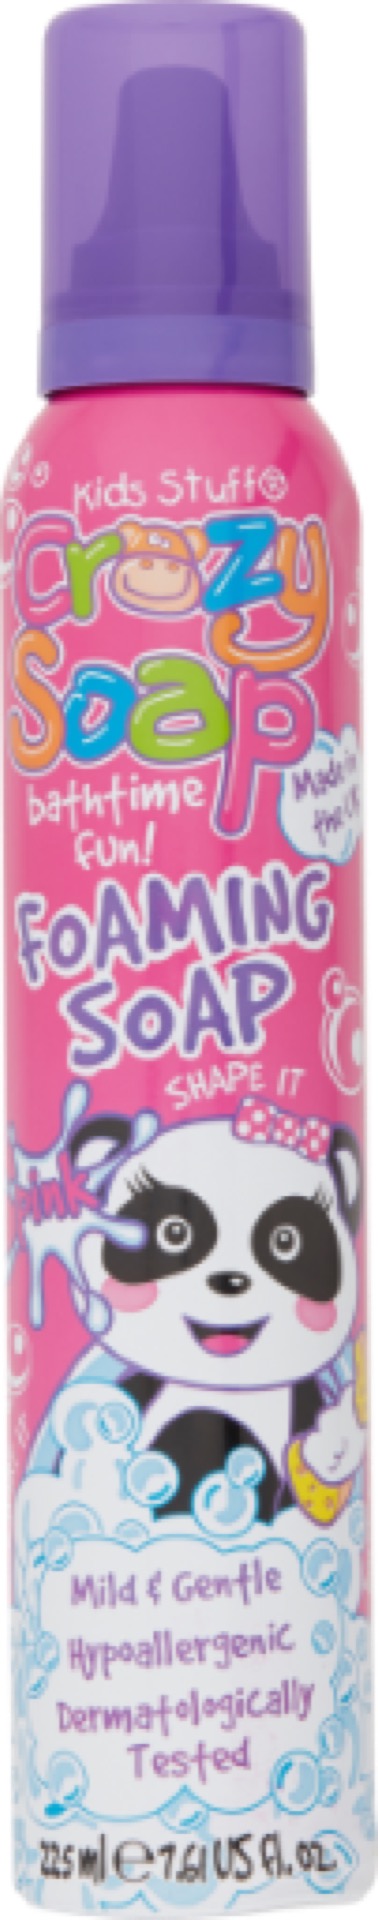 Kids Stuff®
Crazy
Soap
bathtime
fun!
Made in
the UK
FOAMING
SOAP
SHAPE IT
Pink
Mild & Gentle
Hypoallergenic
Dermatologically
Tested
225ml℮7.61 US fl. oz.